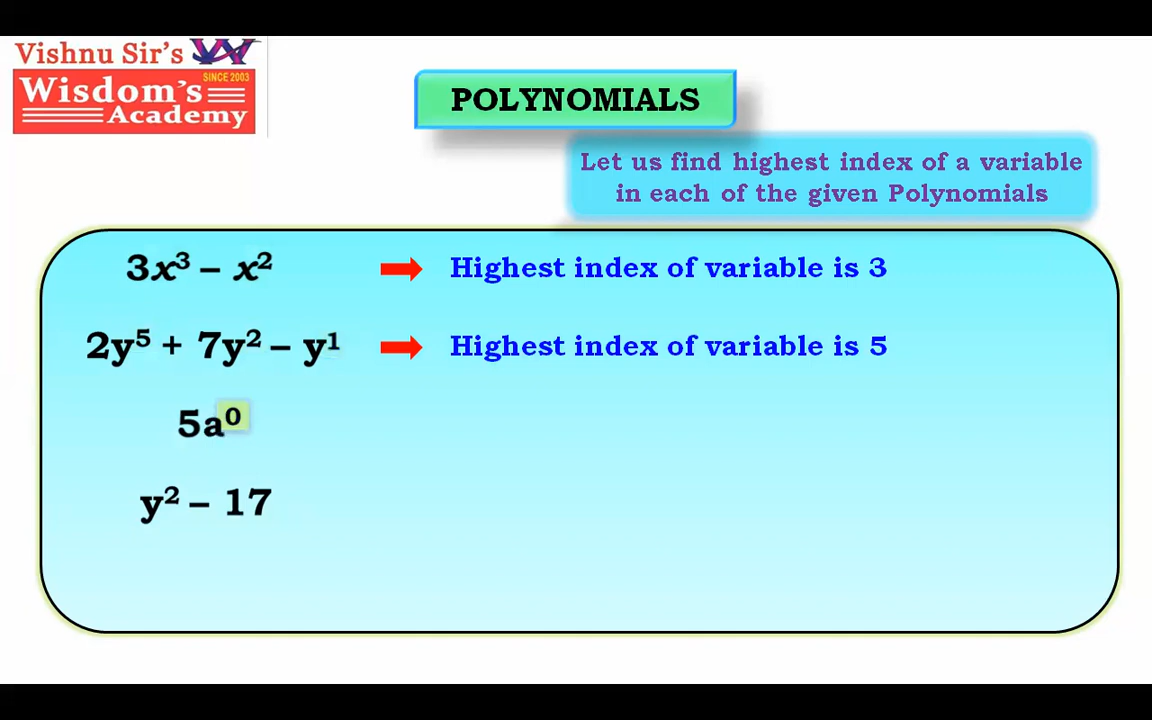 Vishnu Sir's
SINCE 2003
Wisdom's
Academy
POLYNOMIALS
Let us find highest index of a variable
in each of the given Polynomials
3x³ – x² Highest index of variable is 3
2y⁵ + 7y² – y¹ Highest index of variable is 5
5a⁰
y² – 17